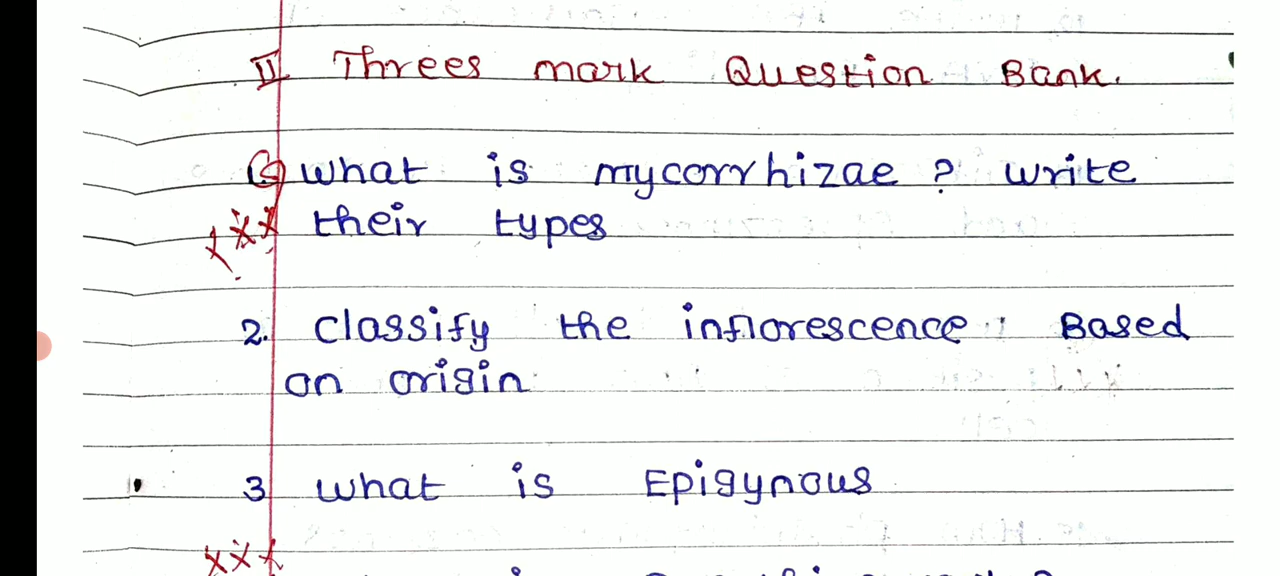 II Threes mark Question Bank.
What is mycorrhizae ? write
their types
2. Classify the inflorescence : Based
on origin
3 What is Epigynous